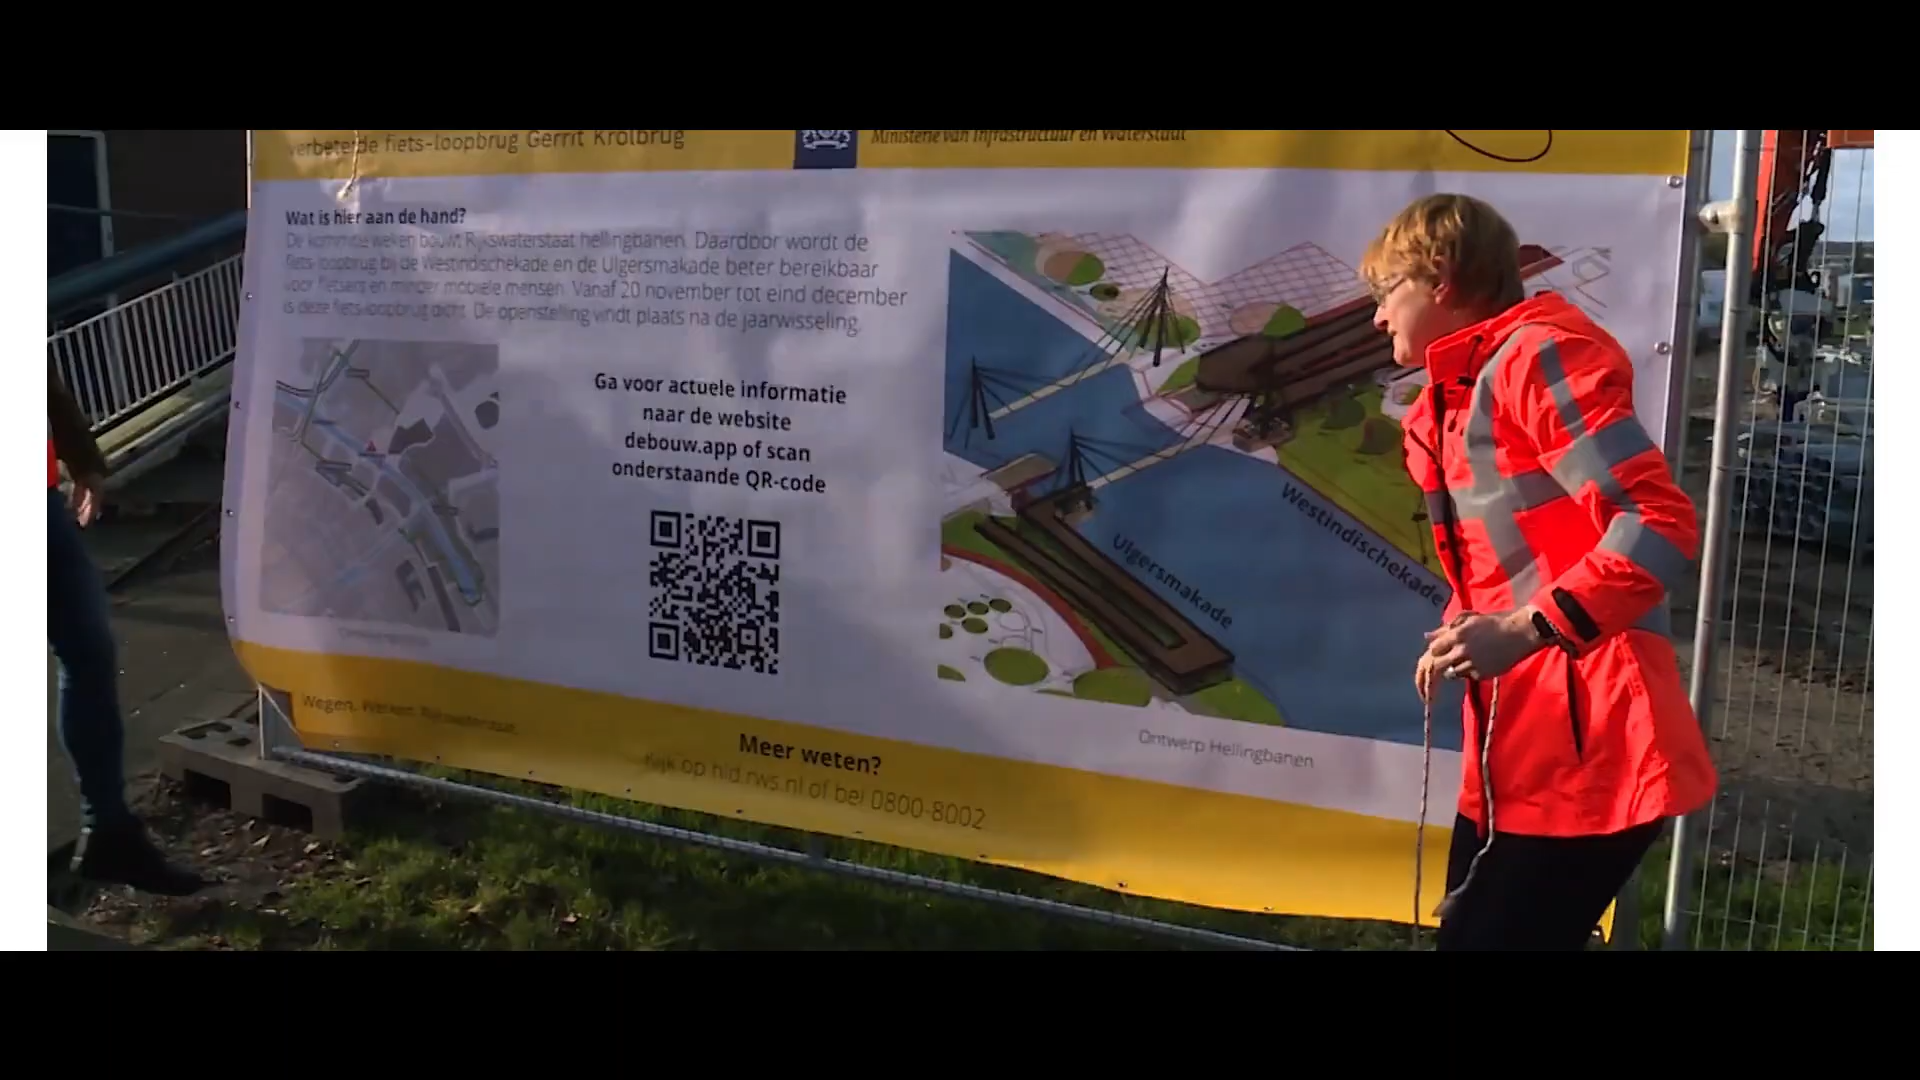 verbeterde fiets-loopbrug Gerrit Krolbrug
Ministerie van Infrastructuur en Waterstaat
Wat is hier aan de hand?
De komende weken bouwt Rijkswaterstaat hellingbanen. Daardoor wordt de
fiets-loopbrug bij de Westindischekade en de Ulgersmakade beter bereikbaar
voor fietsers en minder mobiele mensen. Vanaf 20 november tot eind december
is deze fiets-loopbrug dicht. De openstelling vindt plaats na de jaarwisseling.
Ga voor actuele informatie
naar de website
debouw.app of scan
onderstaande QR-code
Westindischekade
Ulgersmakade
Ontwerp Hellingbanen
Wegen. Werken. Rijkswaterstaat.
Meer weten?
Kijk op hid.rws.nl of bel 0800-8002